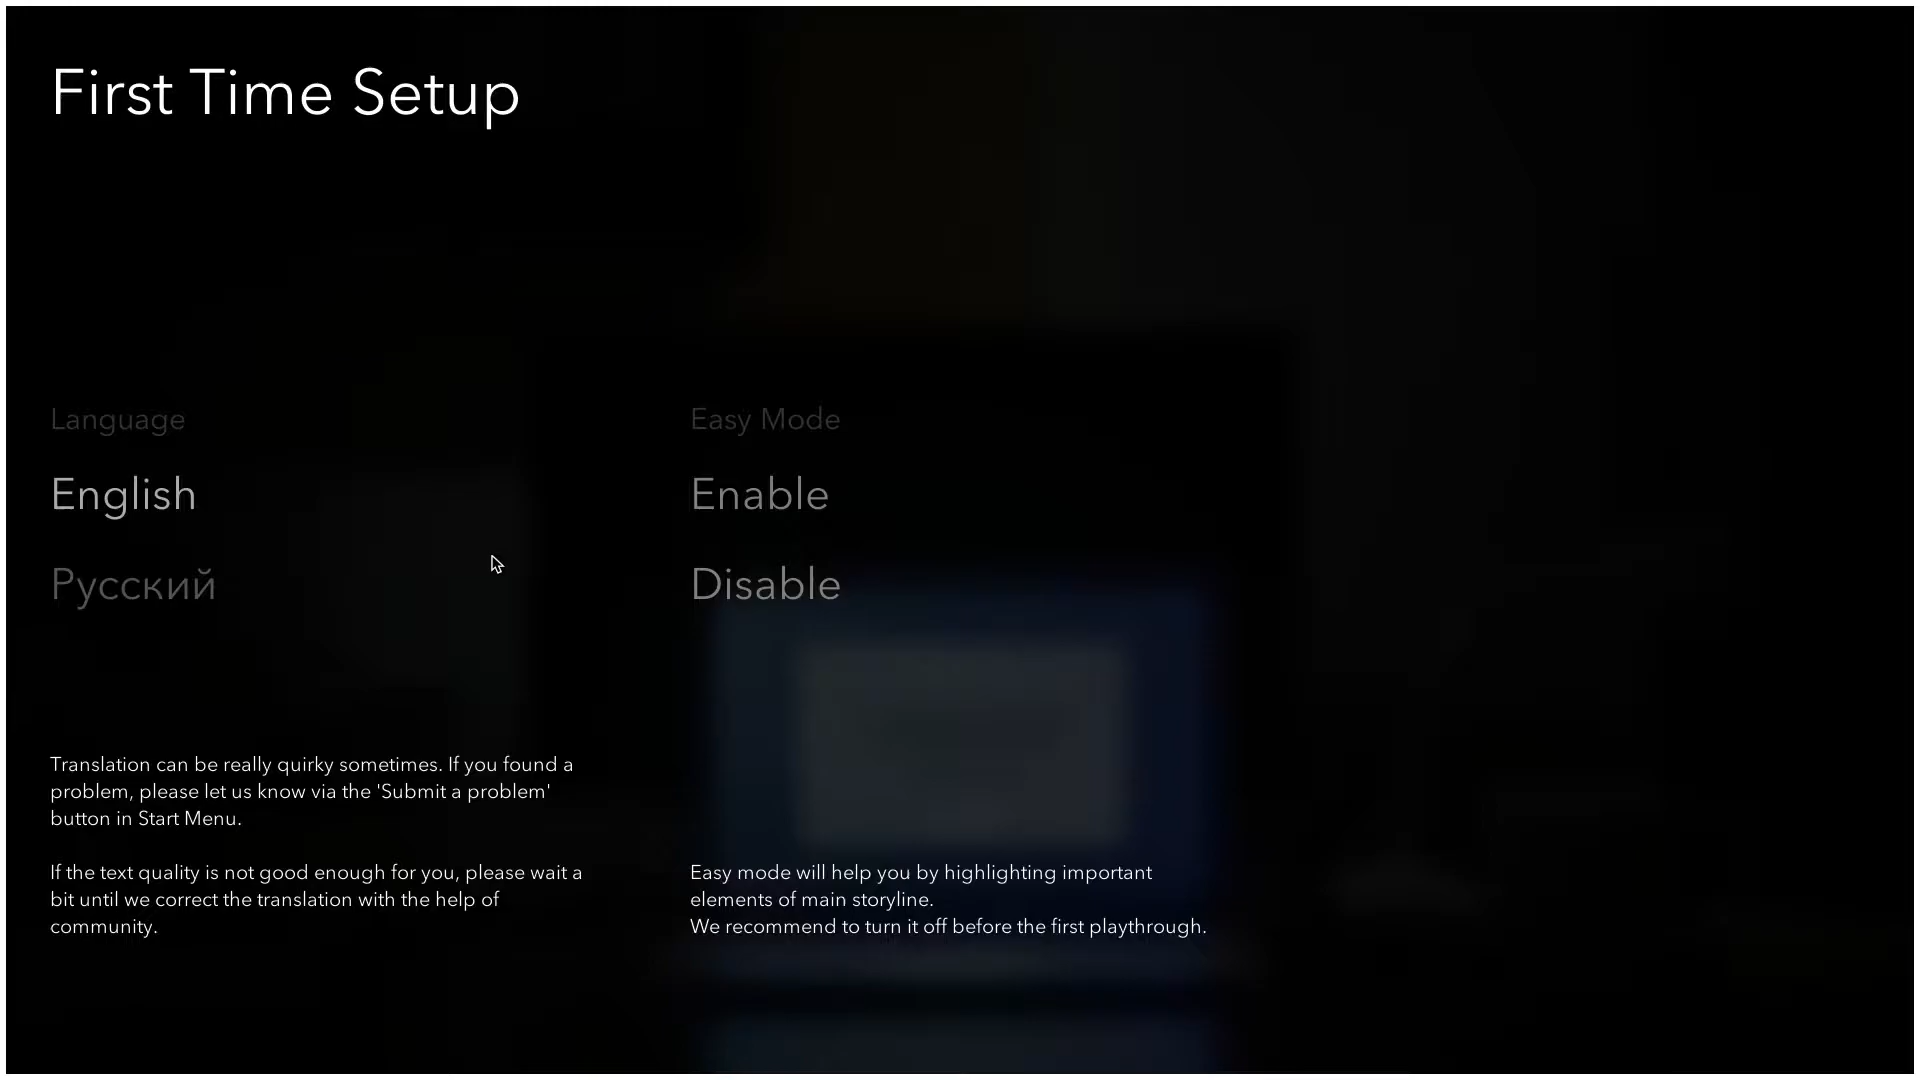 First Time Setup
Language
English
Русский
Translation can be really quirky sometimes. If you found a
problem, please let us know via the 'Submit a problem'
button in Start Menu.
If the text quality is not good enough for you, please wait a
bit until we correct the translation with the help of
community.
Easy Mode
Enable
Disable
Easy mode will help you by highlighting important
elements of main storyline.
We recommend to turn it off before the first playthrough.